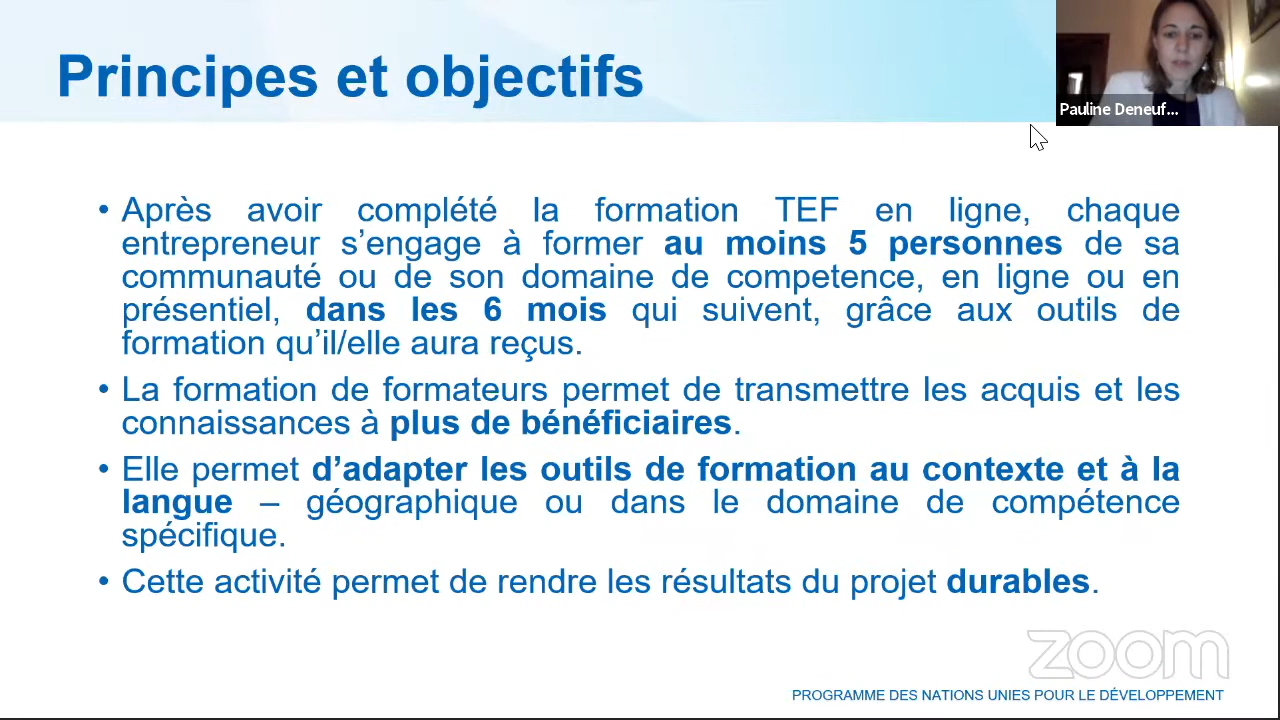 Principes et objectifs
Pauline Deneuf...
• Après avoir complété la formation TEF en ligne, chaque
entrepreneur s’engage à former au moins 5 personnes de sa
communauté ou de son domaine de competence, en ligne ou en
présentiel, dans les 6 mois qui suivent, grâce aux outils de
formation qu’il/elle aura reçus.
• La formation de formateurs permet de transmettre les acquis et les
connaissances à plus de bénéficiaires.
• Elle permet d’adapter les outils de formation au contexte et à la
langue – géographique ou dans le domaine de compétence
spécifique.
• Cette activité permet de rendre les résultats du projet durables.
zoom
PROGRAMME DES NATIONS UNIES POUR LE DÉVELOPPEMENT